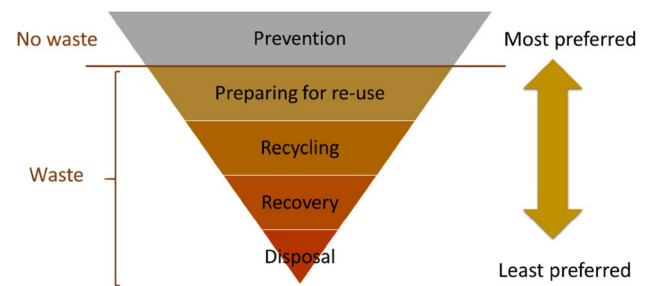 No waste
Prevention
Most preferred
Preparing for re-use
Recycling
Waste
Recovery
Disposal
Least preferred